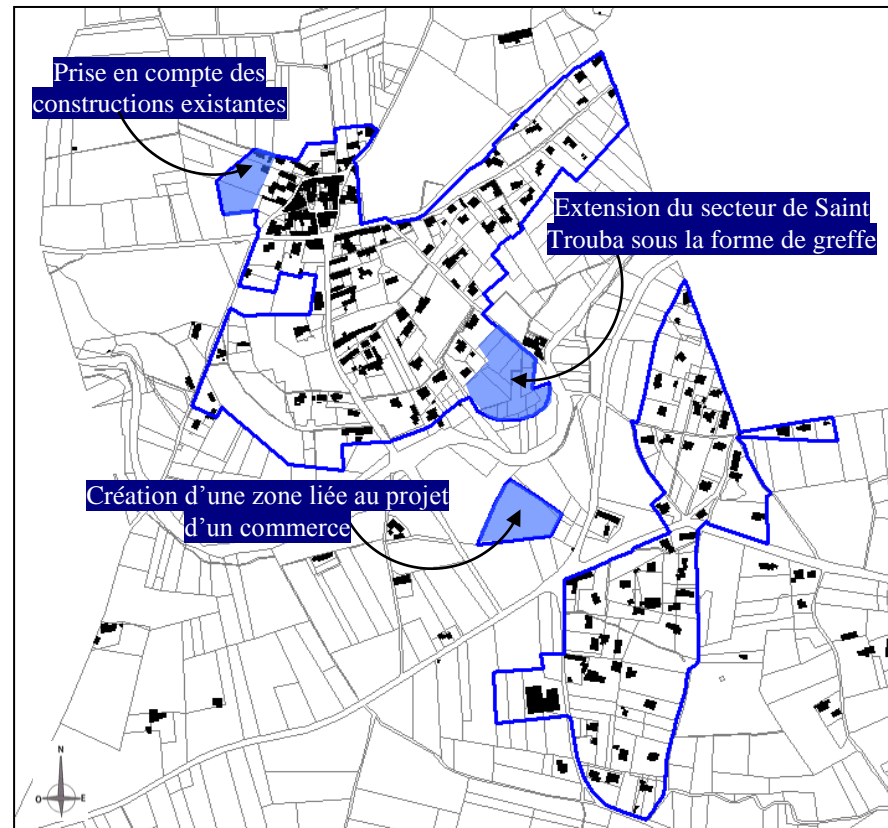 Prise en compte des
constructions existantes
Extension du secteur de Saint
Trouba sous la forme de greffe
Création d’une zone liée au projet
d’un commerce
N
O E
S